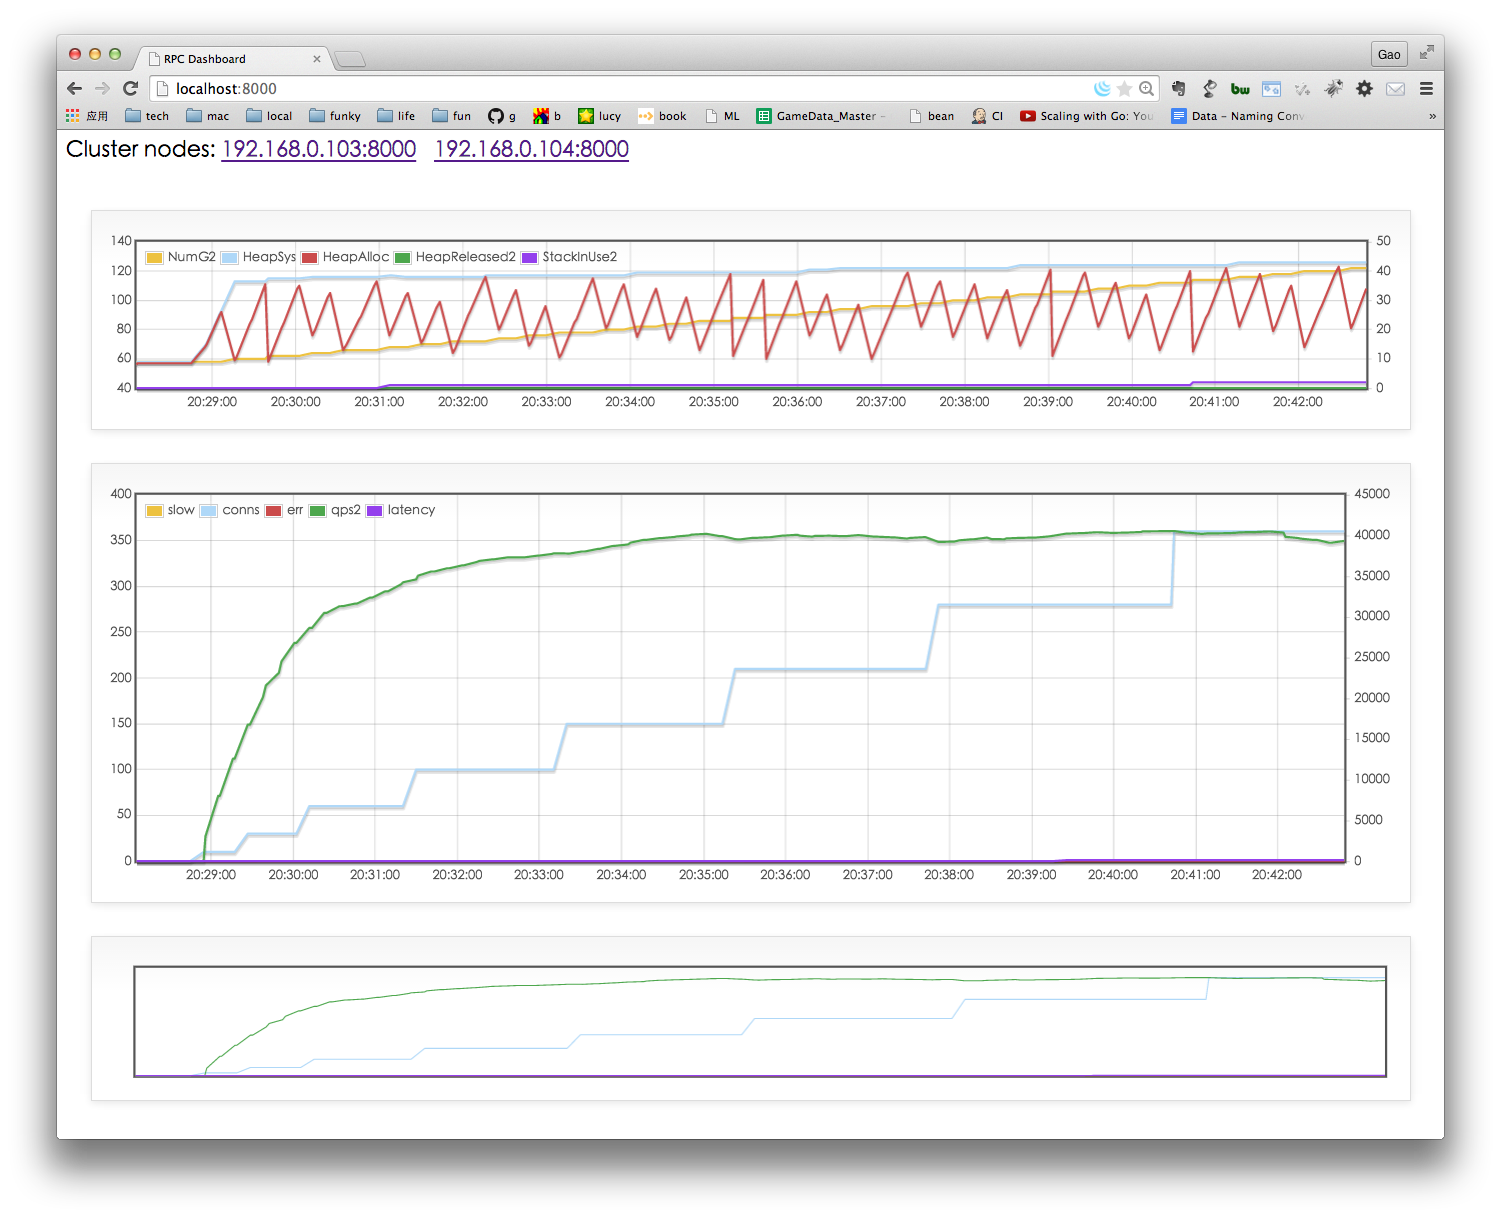 RPC Dashboard
Gao
localhost:8000
应用 tech mac local funky life fun g b lucy book ML GameData_Master – bean CI Scaling with Go: You Data – Naming Conv »
Cluster nodes: 192.168.0.103:8000 192.168.0.104:8000
140 50
NumG2 HeapSys HeapAlloc HeapReleased2 StackInUse2
120 40
100 30
80 20
60 10
40 0
20:29:00 20:30:00 20:31:00 20:32:00 20:33:00 20:34:00 20:35:00 20:36:00 20:37:00 20:38:00 20:39:00 20:40:00 20:41:00 20:42:00
400 45000
slow conns err qps2 latency
350 40000
300 35000
30000
250 25000
200 20000
150 15000
100 10000
50 5000
0 0
20:29:00 20:30:00 20:31:00 20:32:00 20:33:00 20:34:00 20:35:00 20:36:00 20:37:00 20:38:00 20:39:00 20:40:00 20:41:00 20:42:00